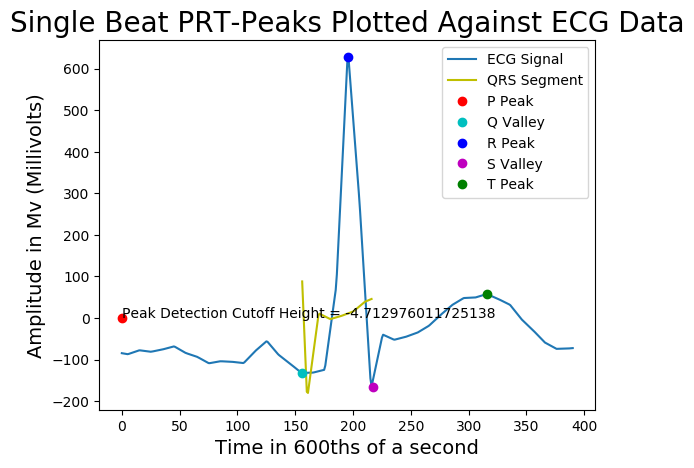 Single Beat PRT-Peaks Plotted Against ECG Data
Amplitude in Mv (Millivolts)
600
500
400
300
200
100
0
−100
−200
ECG Signal
QRS Segment
P Peak
Q Valley
R Peak
S Valley
T Peak
Peak Detection Cutoff Height = -4.712976011725138
0 50 100 150 200 250 300 350 400
Time in 600ths of a second